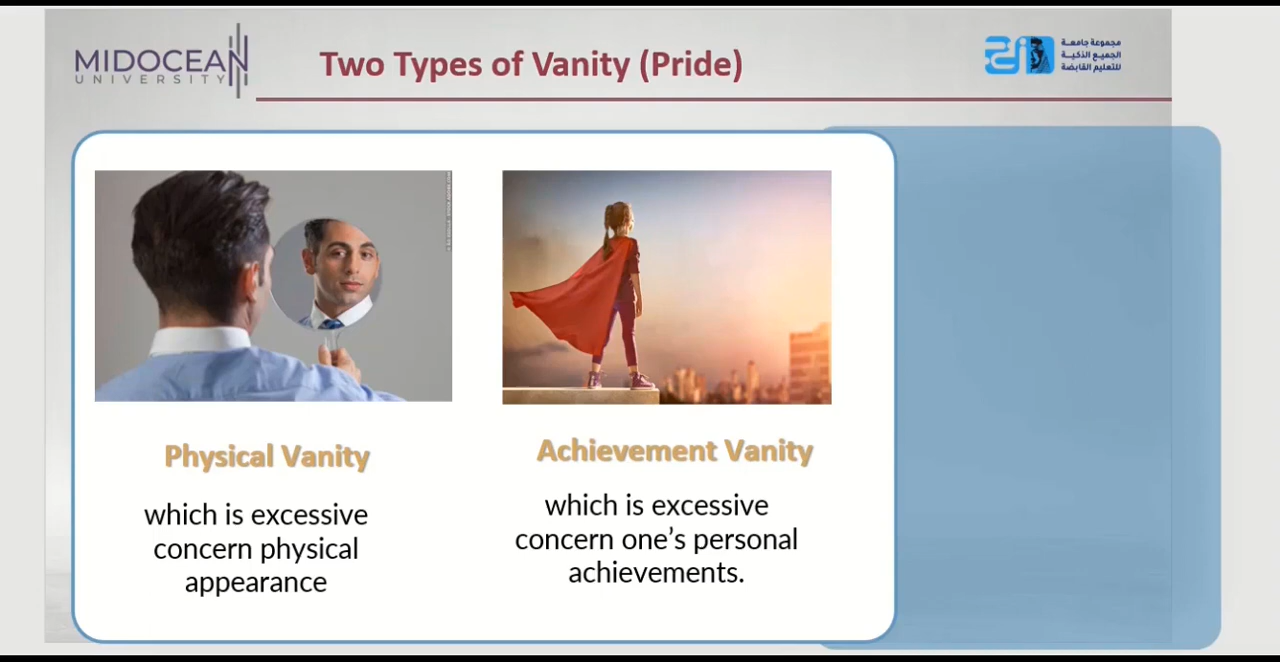 MIDOCEAN
UNIVERSITY
Two Types of Vanity (Pride)
مجموعة جامعة
الجميع الذكية
للتعليم القابضة
Physical Vanity
which is excessive
concern physical
appearance
Achievement Vanity
which is excessive
concern one’s personal
achievements.